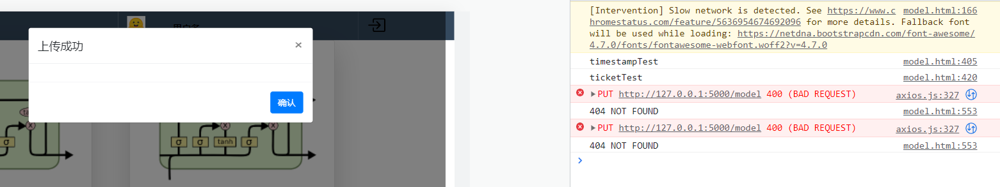 用户名
上传成功
×
确认
ta
x
σ
σ
σ
tanh
σ
x
x
[Intervention] Slow network is detected. See https://www.c model.html:166
hromestatus.com/feature/5636954674692096 for more details. Fallback font
will be used while loading: https://netdna.bootstrapcdn.com/font-awesome/
4.7.0/fonts/fontawesome-webfont.woff2?v=4.7.0
timestampTest model.html:405
ticketTest model.html:420
PUT http://127.0.0.1:5000/model 400 (BAD REQUEST) axios.js:327
404 NOT FOUND model.html:553
PUT http://127.0.0.1:5000/model 400 (BAD REQUEST) axios.js:327
404 NOT FOUND model.html:553